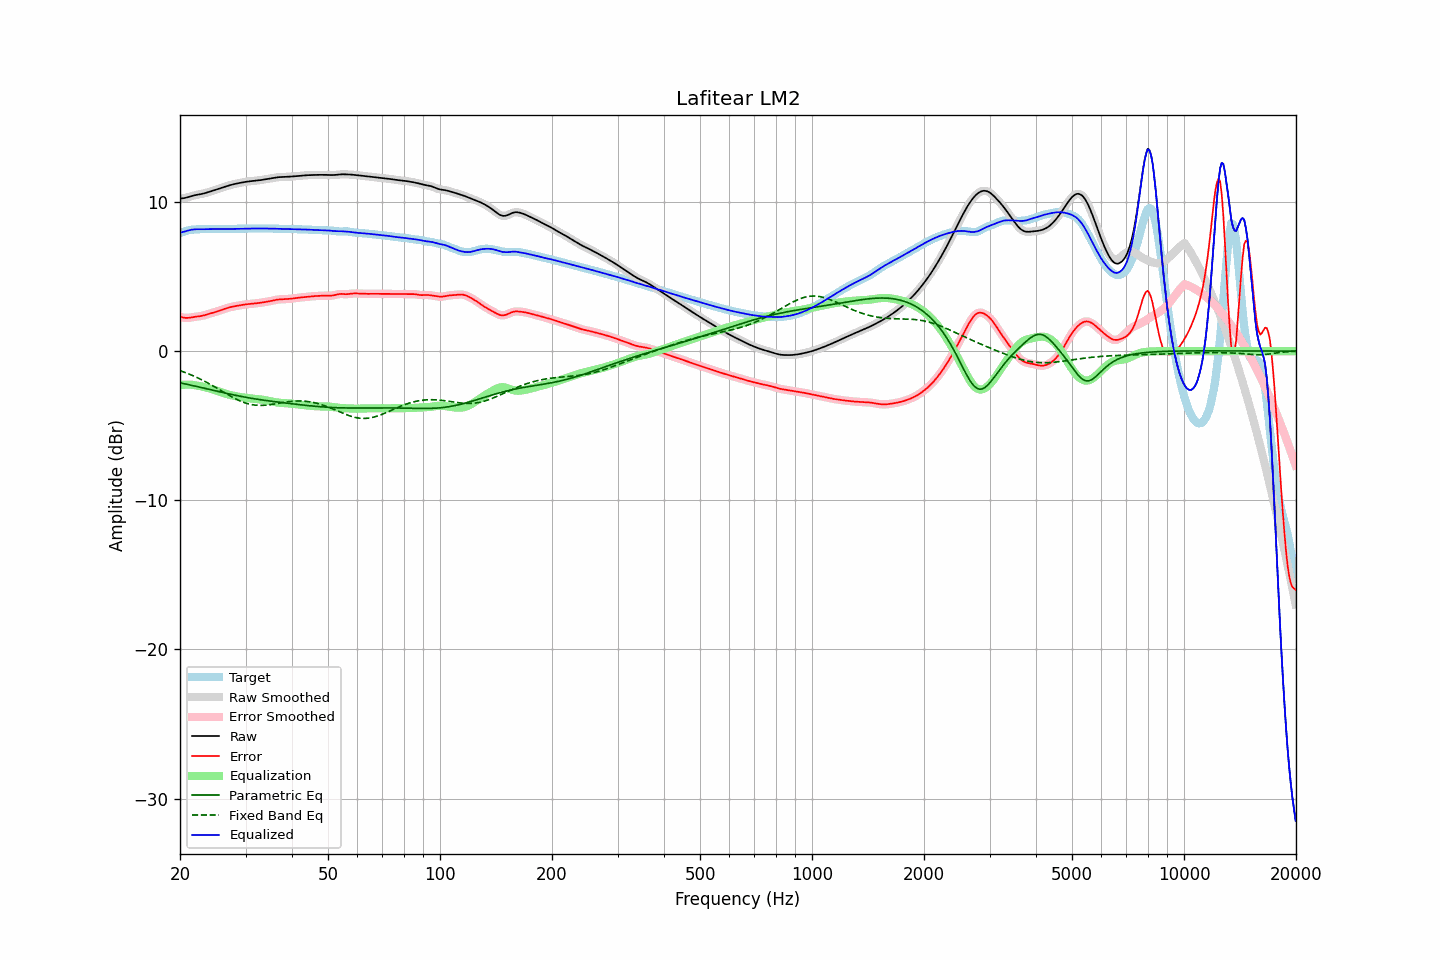 Lafitear LM2
Amplitude (dBr)
10
0
−10
−20
−30
Target
Raw Smoothed
Error Smoothed
Raw
Error
Equalization
Parametric Eq
Fixed Band Eq
Equalized
20 50 100 200 500 1000 2000 5000 10000 20000
Frequency (Hz)